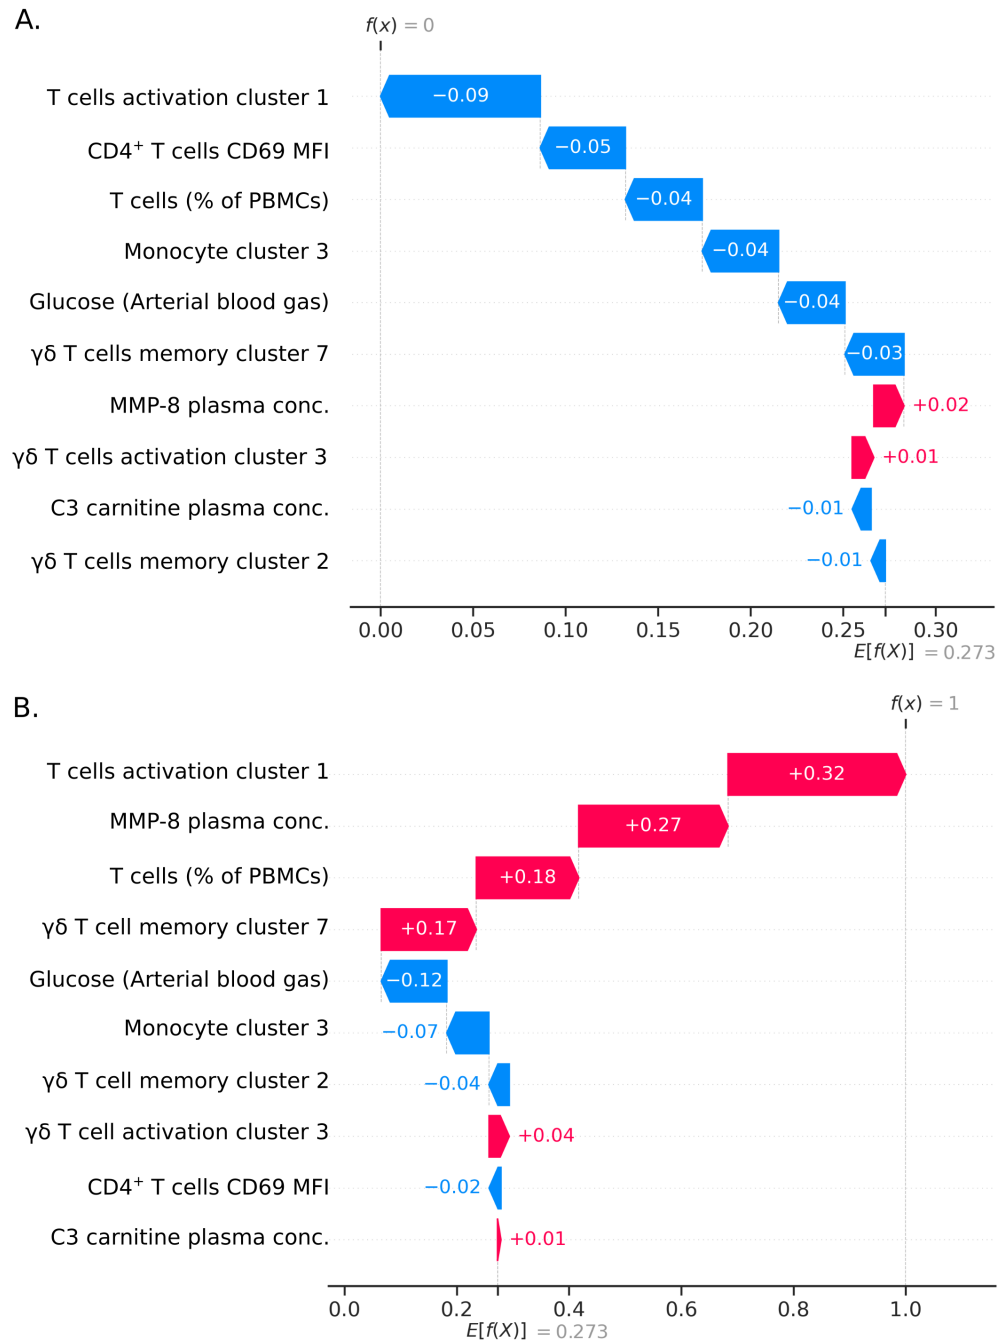 A.
f(x) = 0
T cells activation cluster 1 −0.09
CD4⁺ T cells CD69 MFI −0.05
T cells (% of PBMCs) −0.04
Monocyte cluster 3 −0.04
Glucose (Arterial blood gas) −0.04
γδ T cells memory cluster 7 −0.03
MMP-8 plasma conc. +0.02
γδ T cells activation cluster 3 +0.01
C3 carnitine plasma conc. −0.01
γδ T cells memory cluster 2 −0.01
0.00 0.05 0.10 0.15 0.20 0.25 0.30
E[f(X)] = 0.273
B.
f(x) = 1
T cells activation cluster 1 +0.32
MMP-8 plasma conc. +0.27
T cells (% of PBMCs) +0.18
γδ T cell memory cluster 7 +0.17
Glucose (Arterial blood gas) −0.12
Monocyte cluster 3 −0.07
γδ T cell memory cluster 2 −0.04
γδ T cell activation cluster 3 +0.04
CD4⁺ T cells CD69 MFI −0.02
C3 carnitine plasma conc. +0.01
0.0 0.2 0.4 0.6 0.8 1.0
E[f(X)] = 0.273